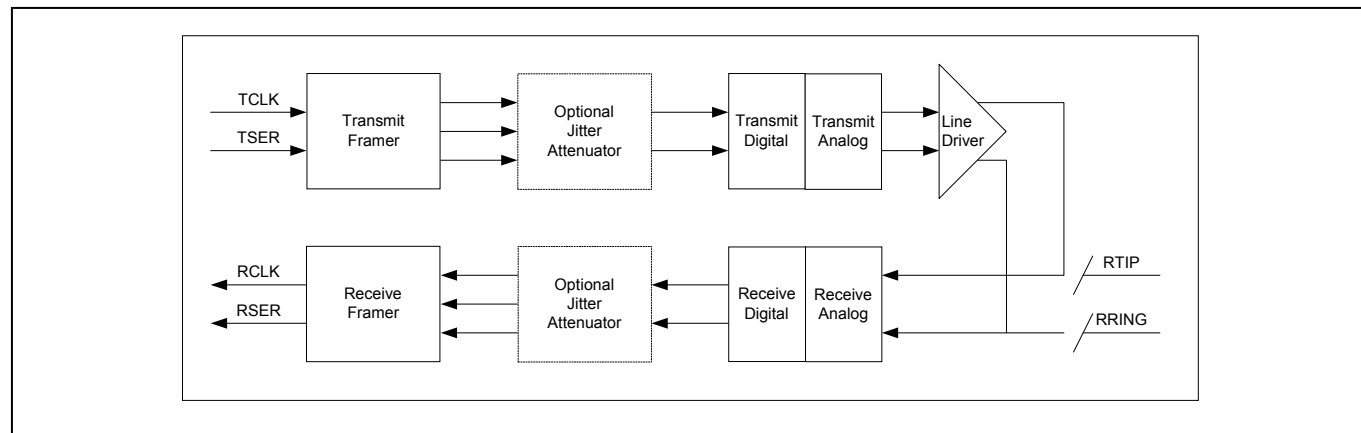 TCLK
TSER
Transmit
Framer
Optional
Jitter
Attenuator
Transmit
Digital
Transmit
Analog
Line
Driver
RCLK
RSER
Receive
Framer
Optional
Jitter
Attenuator
Receive
Digital
Receive
Analog
RTIP
RRING